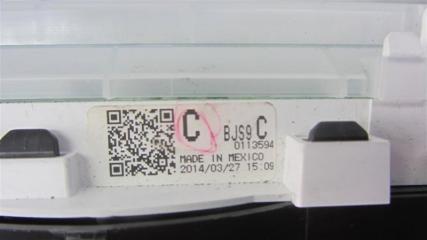 C BJS9 C
0113594
MADE IN MEXICO
2014/03/27 15:09